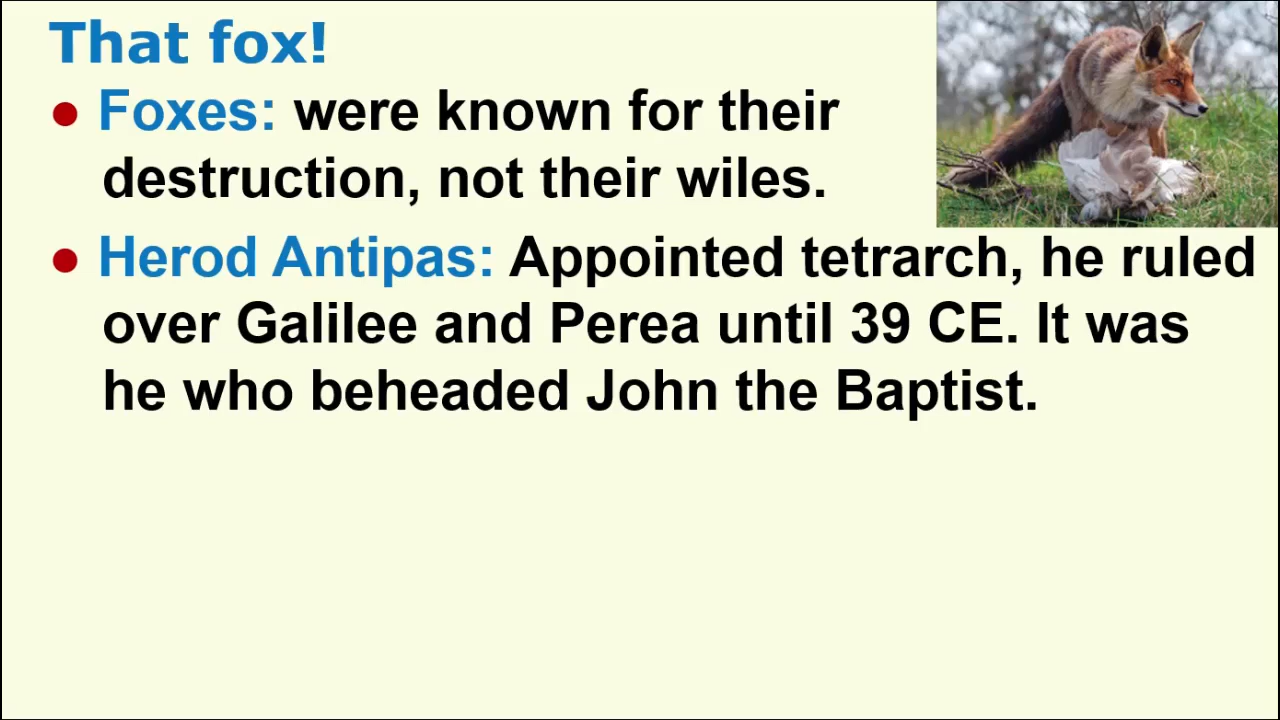 That fox!
● Foxes: were known for their
destruction, not their wiles.
● Herod Antipas: Appointed tetrarch, he ruled
over Galilee and Perea until 39 CE. It was
he who beheaded John the Baptist.